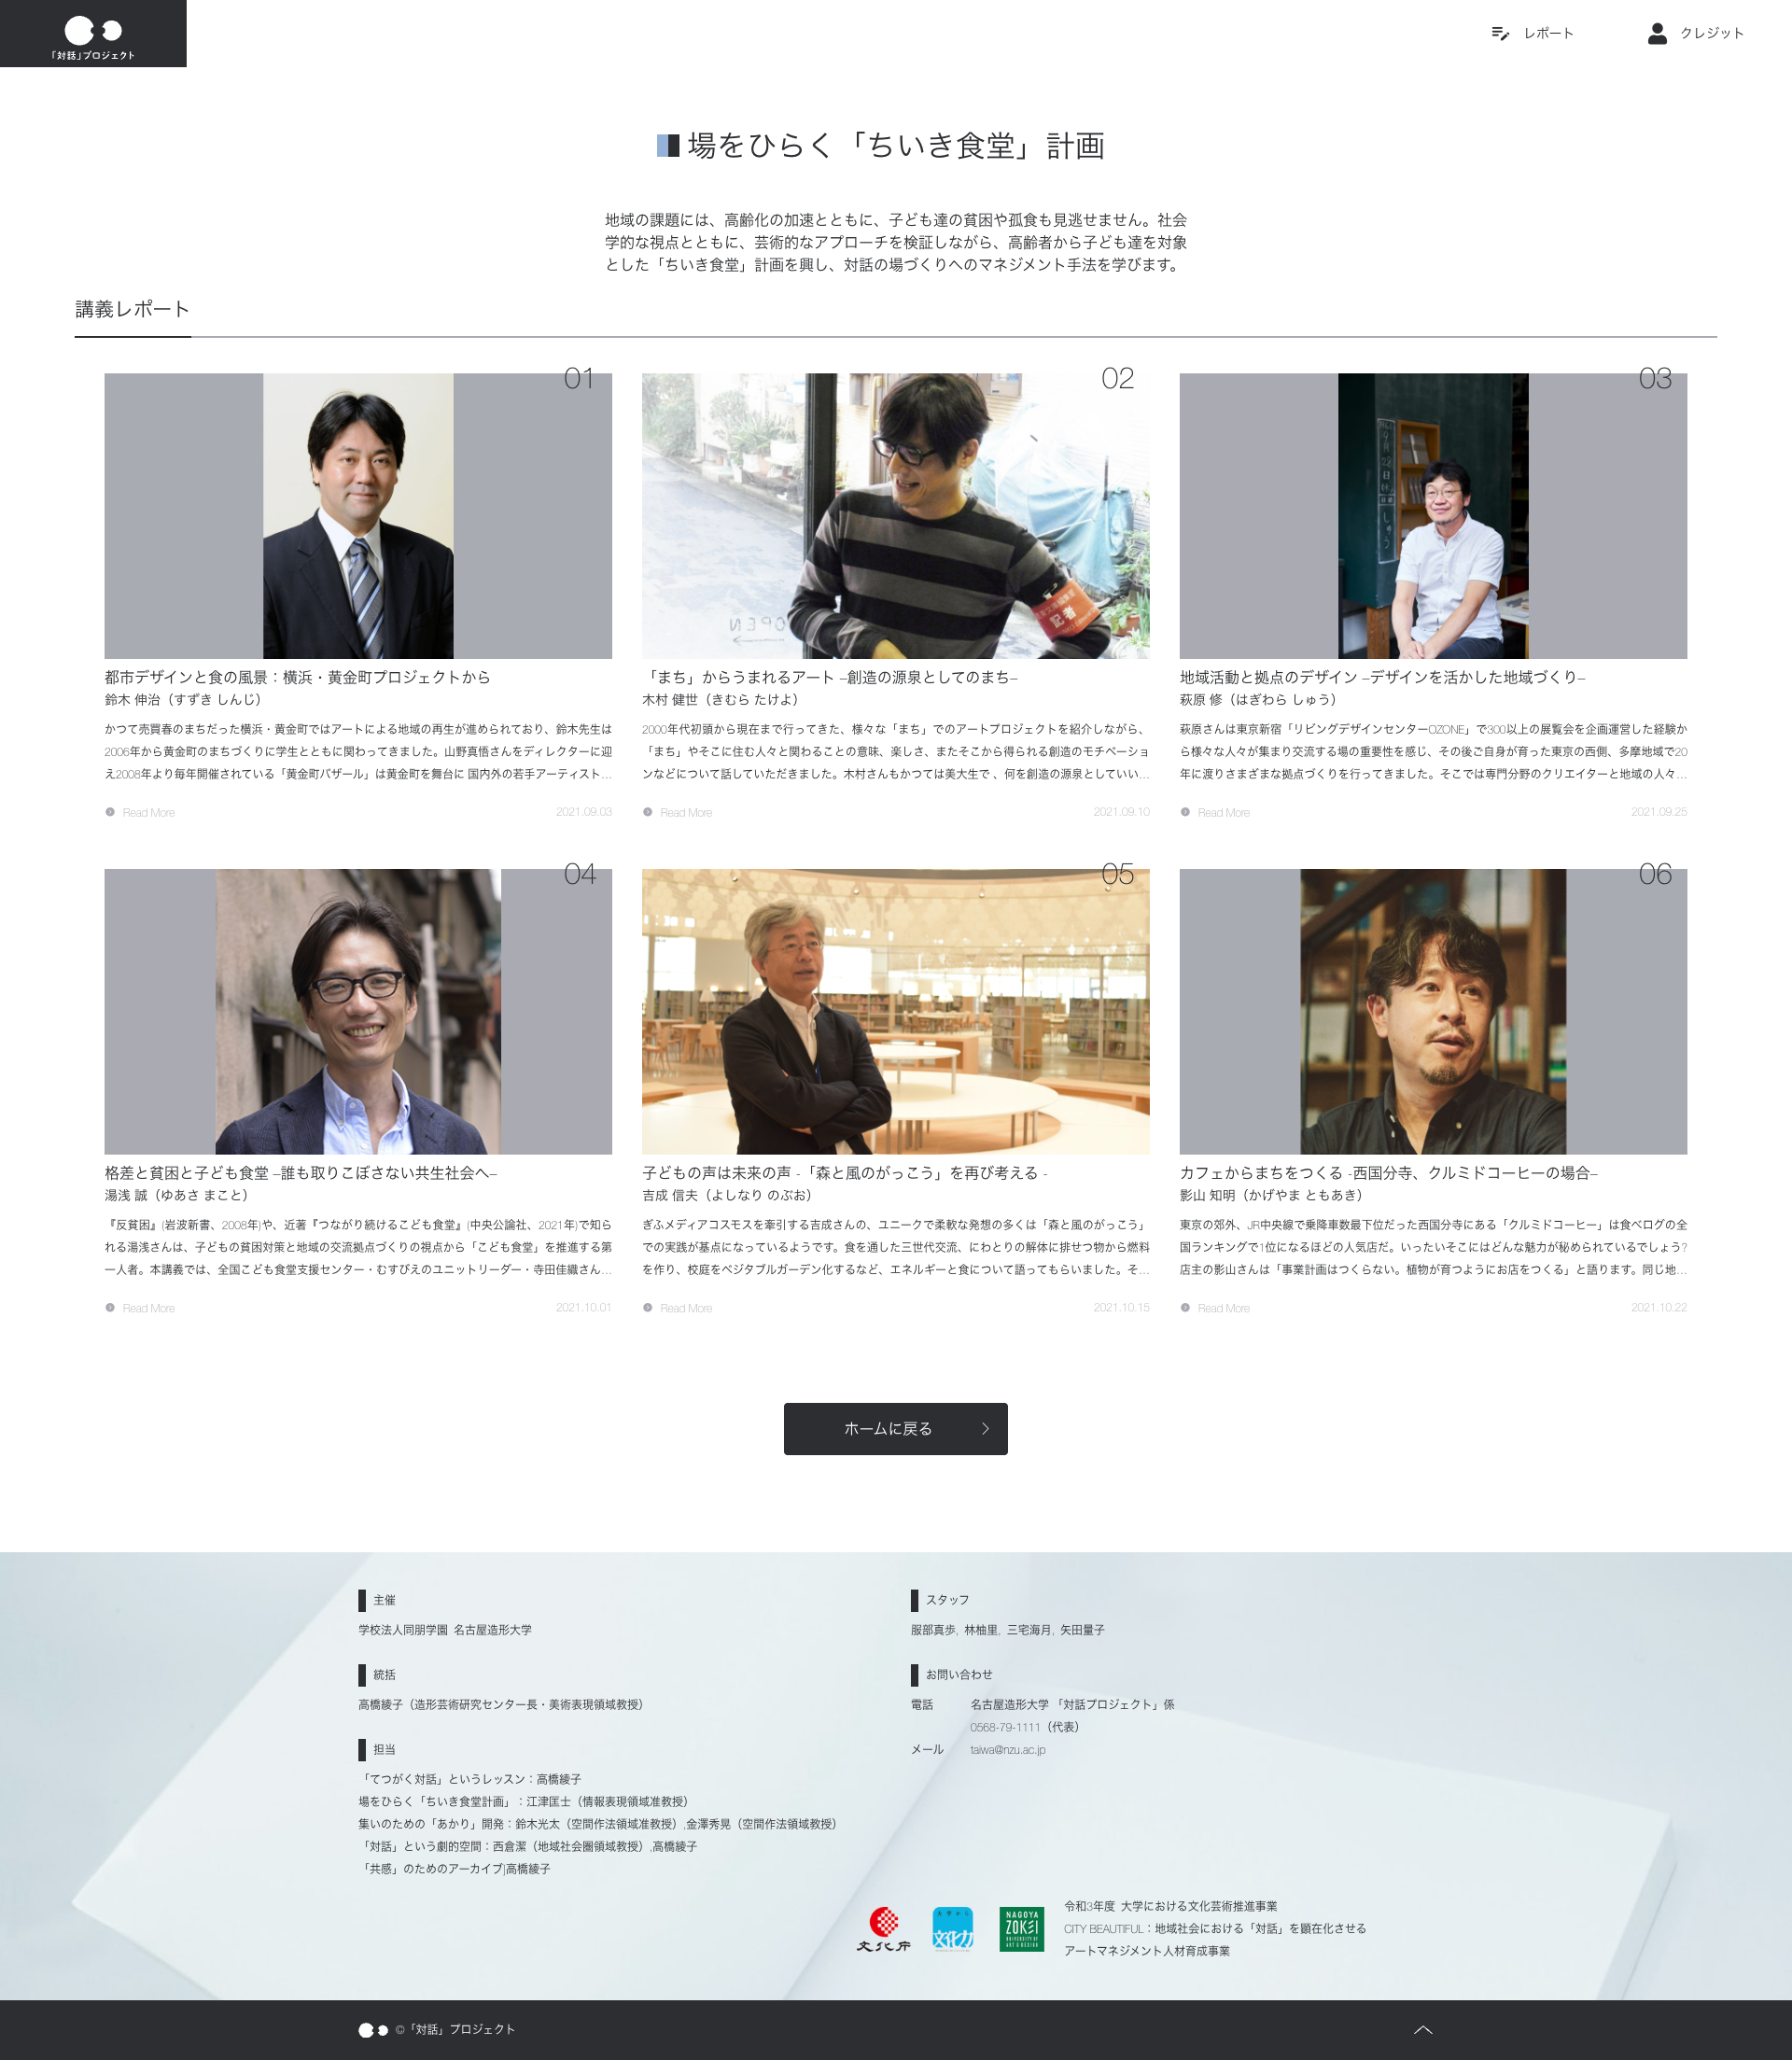 「対話」プロジェクト
レポート
クレジット
場をひらく「ちいき食堂」計画
地域の課題には、高齢化の加速とともに、子ども達の貧困や孤食も見逃せません。社会
学的な視点とともに、芸術的なアプローチを検証しながら、高齢者から子ども達を対象
とした「ちいき食堂」計画を興し、対話の場づくりへのマネジメント手法を学びます。
講義レポート
01
都市デザインと食の風景：横浜・黄金町プロジェクトから
鈴木 伸治（すずき しんじ）
かつて売買春のまちだった横浜・黄金町ではアートによる地域の再生が進められており、鈴木先生は
2006年から黄金町のまちづくりに学生とともに関わってきました。山野真悟さんをディレクターに迎
え2008年より毎年開催されている「黄金町バザール」は黄金町を舞台に 国内外の若手アーティスト…
Read More
2021.09.03
02
OPEN
記者
「まち」からうまれるアート –創造の源泉としてのまち–
木村 健世（きむら たけよ）
2000年代初頭から現在まで行ってきた、様々な「まち」でのアートプロジェクトを紹介しながら、
「まち」やそこに住む人々と関わることの意味、楽しさ、またそこから得られる創造のモチベーショ
ンなどについて話していただきました。木村さんもかつては美大生で 、何を創造の源泉としていい…
Read More
2021.09.10
03
地域活動と拠点のデザイン –デザインを活かした地域づくり–
萩原 修（はぎわら しゅう）
萩原さんは東京新宿「リビングデザインセンターOZONE」で300以上の展覧会を企画運営した経験か
ら様々な人々が集まり交流する場の重要性を感じ、その後ご自身が育った東京の西側、多摩地域で20
年に渡りさまざまな拠点づくりを行ってきました。そこでは専門分野のクリエイターと地域の人々…
Read More
2021.09.25
04
格差と貧困と子ども食堂 –誰も取りこぼさない共生社会へ–
湯浅 誠（ゆあさ まこと）
『反貧困』(岩波新書、2008年)や、近著『つながり続けるこども食堂』(中央公論社、2021年)で知ら
れる湯浅さんは、子どもの貧困対策と地域の交流拠点づくりの視点から「こども食堂」を推進する第
一人者。本講義では、全国こども食堂支援センター・むすびえのユニットリーダー・寺田佳織さん…
Read More
2021.10.01
05
子どもの声は未来の声 -「森と風のがっこう」を再び考える -
吉成 信夫（よしなり のぶお）
ぎふメディアコスモスを牽引する吉成さんの、ユニークで柔軟な発想の多くは「森と風のがっこう」
での実践が基点になっているようです。食を通した三世代交流、にわとりの解体に排せつ物から燃料
を作り、校庭をベジタブルガーデン化するなど、エネルギーと食について語ってもらいました。そ…
Read More
2021.10.15
06
カフェからまちをつくる -西国分寺、クルミドコーヒーの場合–
影山 知明（かげやま ともあき）
東京の郊外、JR中央線で乗降車数最下位だった西国分寺にある「クルミドコーヒー」は食べログの全
国ランキングで1位になるほどの人気店だ。いったいそこにはどんな魅力が秘められているでしょう?
店主の影山さんは「事業計画はつくらない。植物が育つようにお店をつくる」と語ります。同じ地…
Read More
2021.10.22
ホームに戻る
主催
学校法人同朋学園 名古屋造形大学
統括
高橋綾子（造形芸術研究センター長・美術表現領域教授）
担当
「てつがく対話」というレッスン：高橋綾子
場をひらく「ちいき食堂計画」：江津匡士（情報表現領域准教授）
集いのための「あかり」開発：鈴木光太（空間作法領域准教授）,金澤秀晃（空間作法領域教授）
「対話」という劇的空間：西倉潔（地域社会圏領域教授）,高橋綾子
「共感」のためのアーカイブ|高橋綾子
スタッフ
服部真歩, 林柚里, 三宅海月, 矢田量子
お問い合わせ
電話 名古屋造形大学 「対話プロジェクト」係
0568-79-1111（代表）
メール taiwa@nzu.ac.jp
文化庁
大学から
文化力
NAGOYA
ZOKEI
UNIVERSITY OF
ART & DESIGN
令和3年度 大学における文化芸術推進事業
CITY BEAUTIFUL：地域社会における「対話」を顕在化させる
アートマネジメント人材育成事業
©「対話」プロジェクト